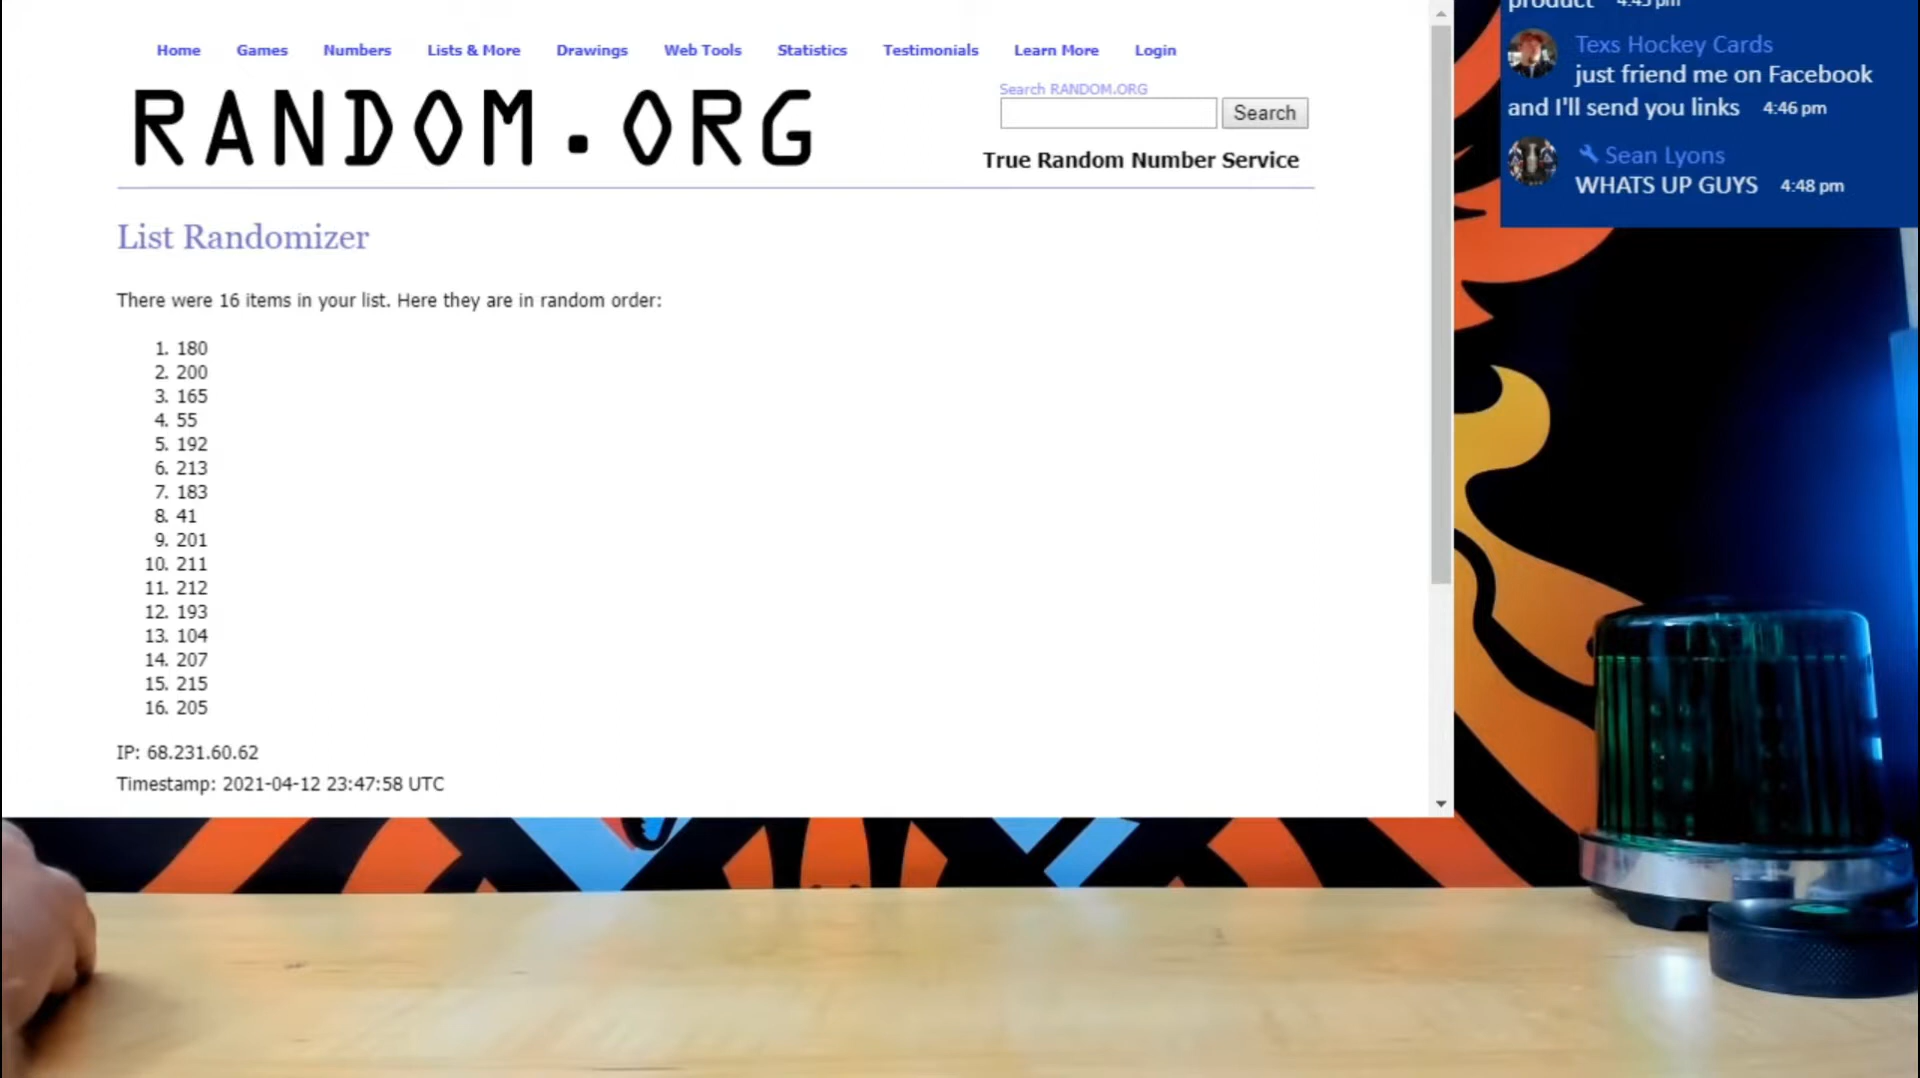 Home Games Numbers Lists & More Drawings Web Tools Statistics Testimonials Learn More Login
RANDOM.ORG
Search RANDOM.ORG
Search
True Random Number Service
List Randomizer
There were 16 items in your list. Here they are in random order:
1. 180
2. 200
3. 165
4. 55
5. 192
6. 213
7. 183
8. 41
9. 201
10. 211
11. 212
12. 193
13. 104
14. 207
15. 215
16. 205
IP: 68.231.60.62
Timestamp: 2021-04-12 23:47:58 UTC
product 4:45 pm
Texs Hockey Cards
just friend me on Facebook
and I'll send you links 4:46 pm
Sean Lyons
WHATS UP GUYS 4:48 pm